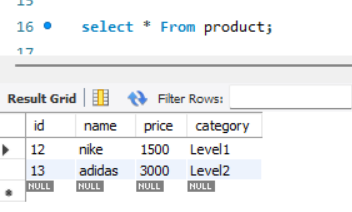 15
16 select * From product;
17
Result Grid Filter Rows:
id name price category
12 nike 1500 Level1
13 adidas 3000 Level2
NULL NULL NULL NULL